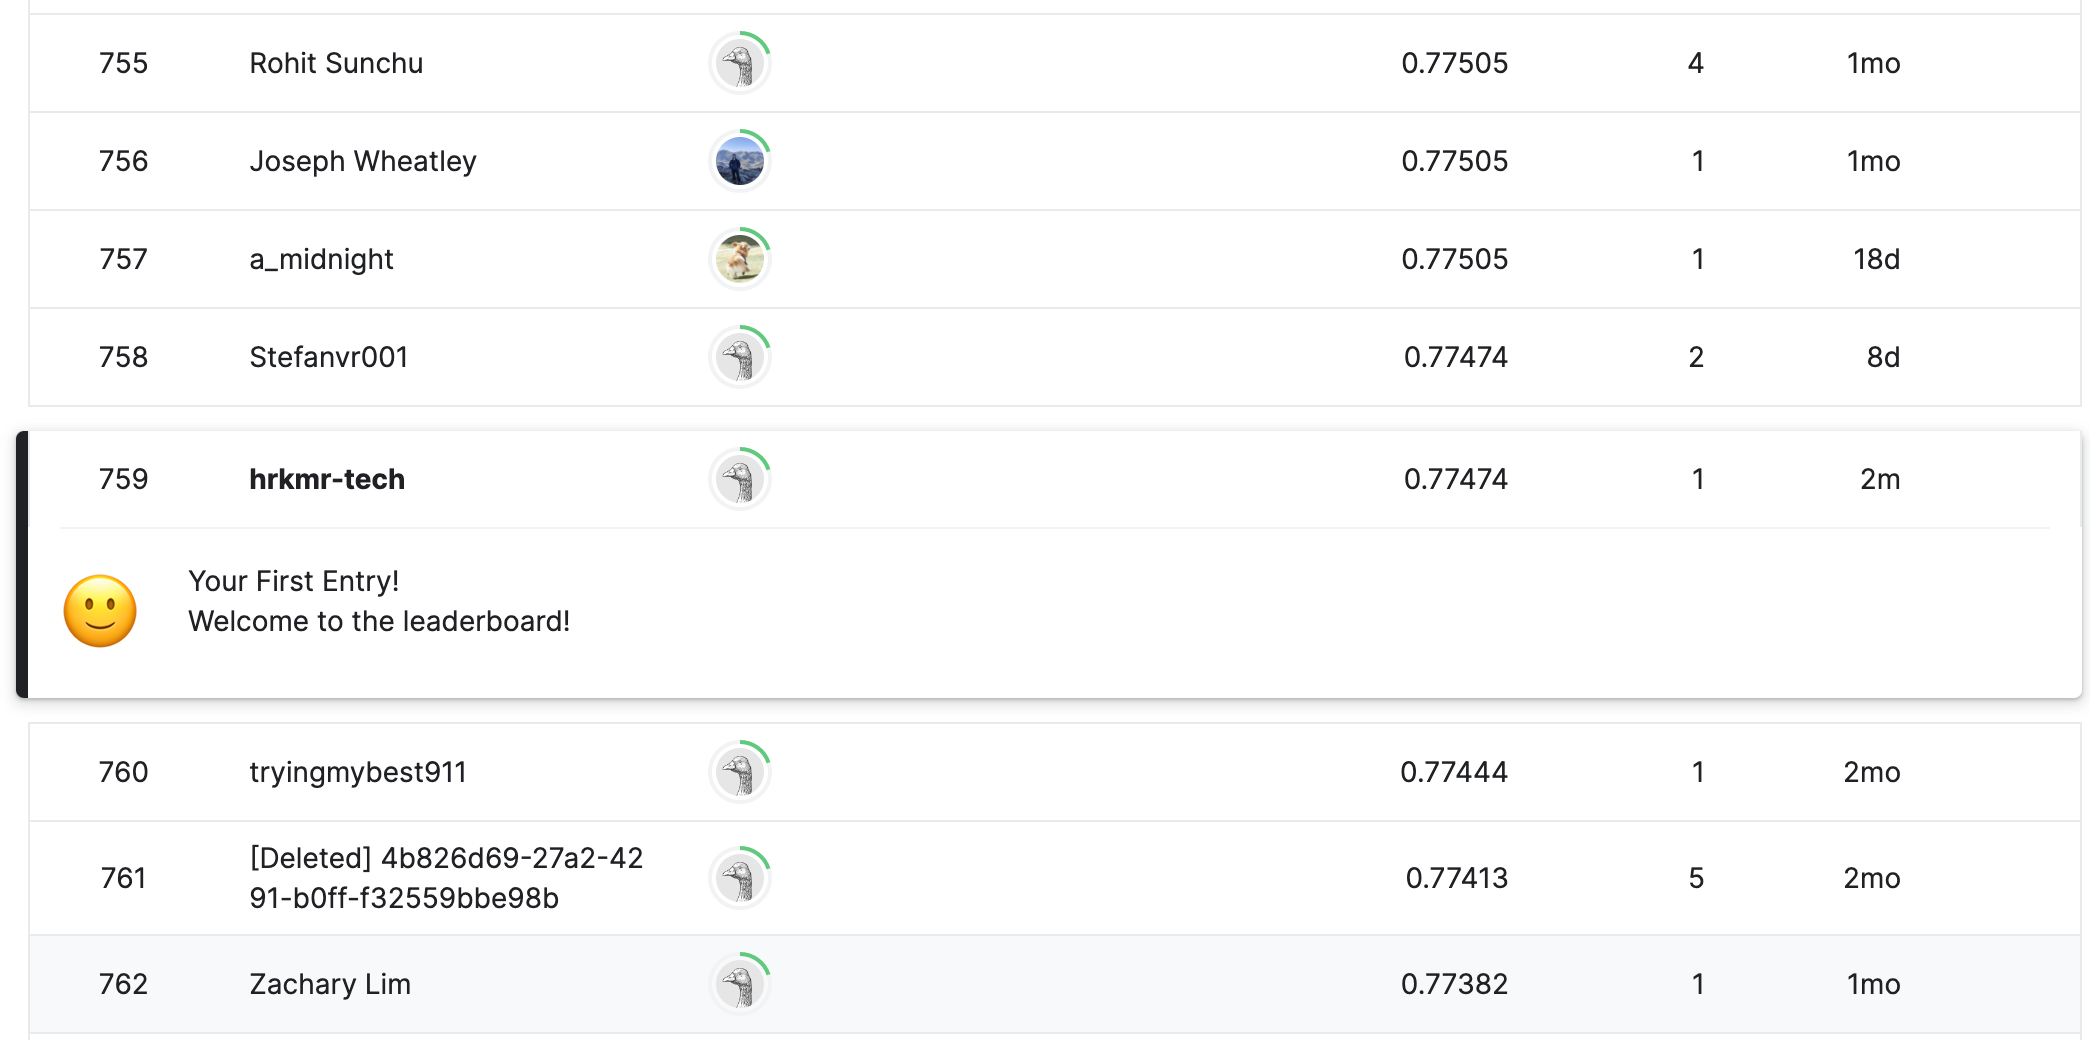 755 Rohit Sunchu 0.77505 4 1mo
756 Joseph Wheatley 0.77505 1 1mo
757 a_midnight 0.77505 1 18d
758 Stefanvr001 0.77474 2 8d
759 hrkmr-tech 0.77474 1 2m
Your First Entry!
Welcome to the leaderboard!
760 tryingmybest911 0.77444 1 2mo
761 [Deleted] 4b826d69-27a2-42
91-b0ff-f32559bbe98b 0.77413 5 2mo
762 Zachary Lim 0.77382 1 1mo